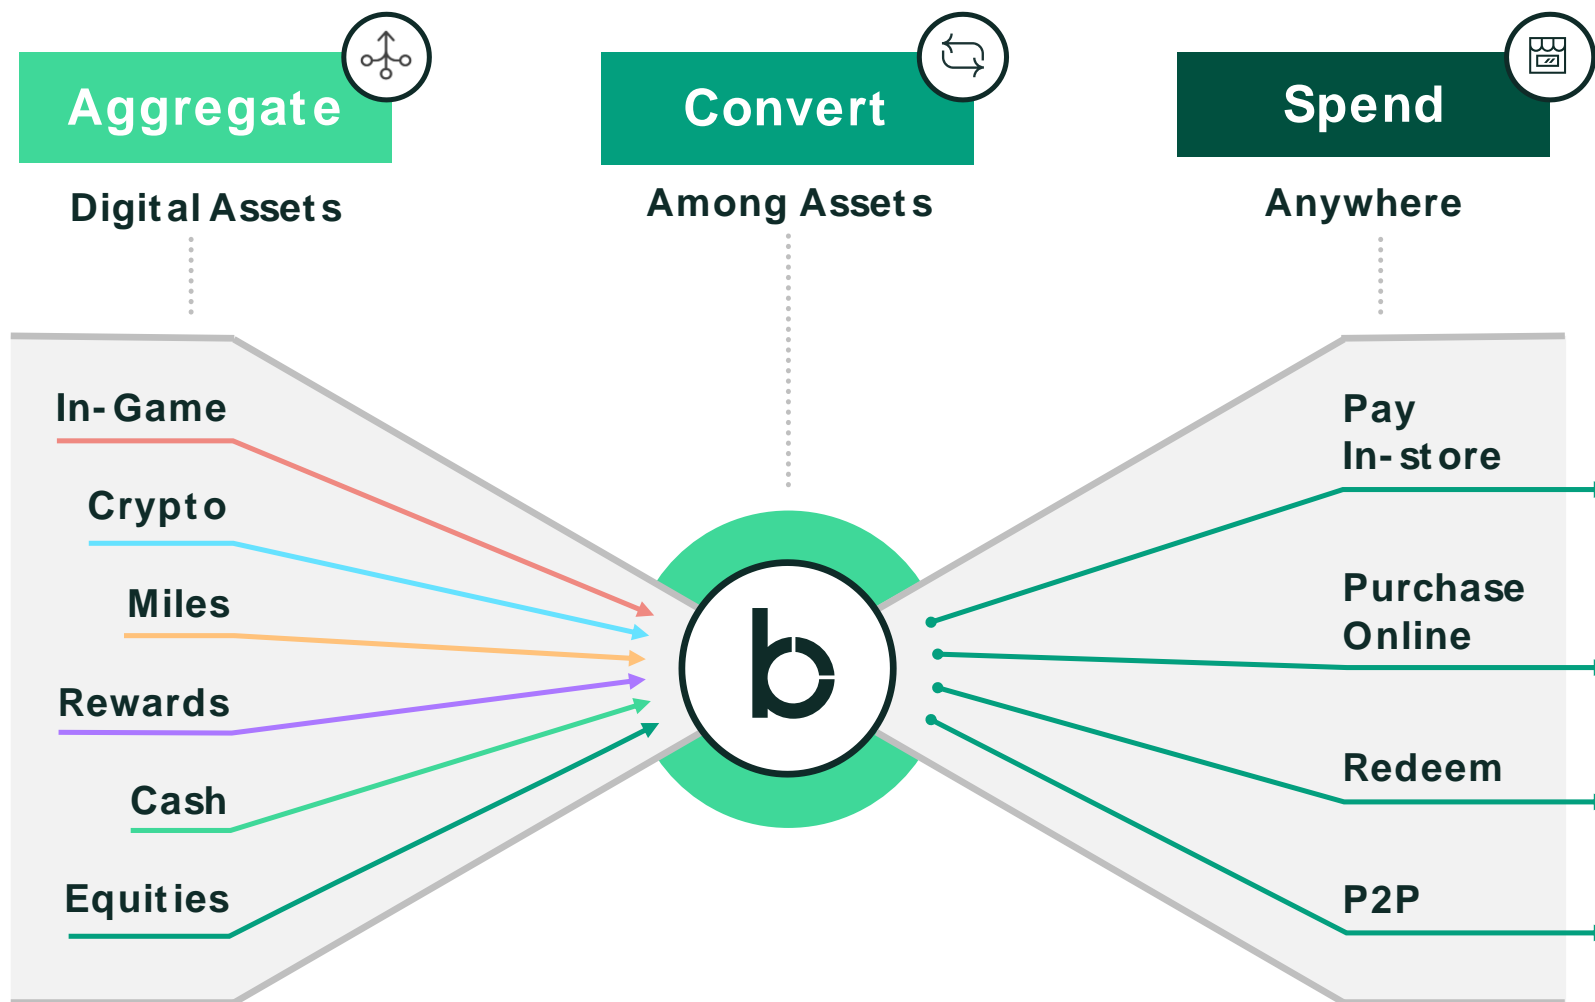 Aggregate
Digital Assets
Convert
Among Assets
Spend
Anywhere
In-Game
Crypto
Miles
Rewards
Cash
Equities
b
Pay
In-store
Purchase
Online
Redeem
P2P